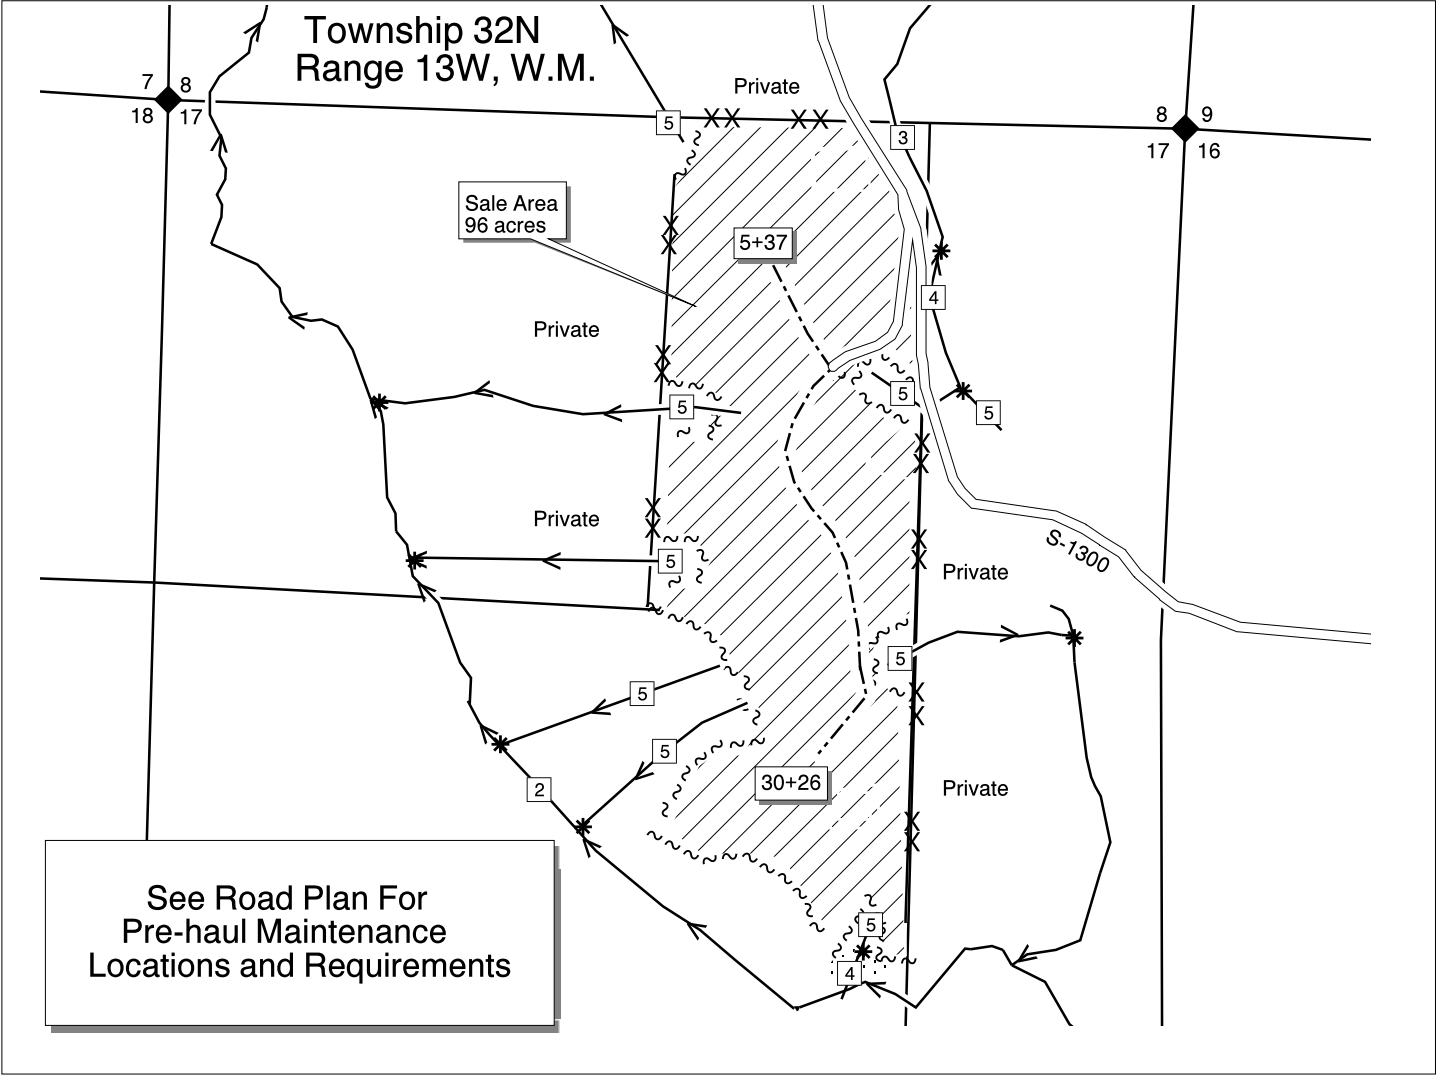 Township 32N
Range 13W, W.M.
7 8
18 17
Private
8 9
17 16
5
3
Sale Area
96 acres
5+37
4
Private
5
5
5
Private
5
S-1300
Private
5
5
5
2
30+26
Private
See Road Plan For
Pre-haul Maintenance
Locations and Requirements
5
4